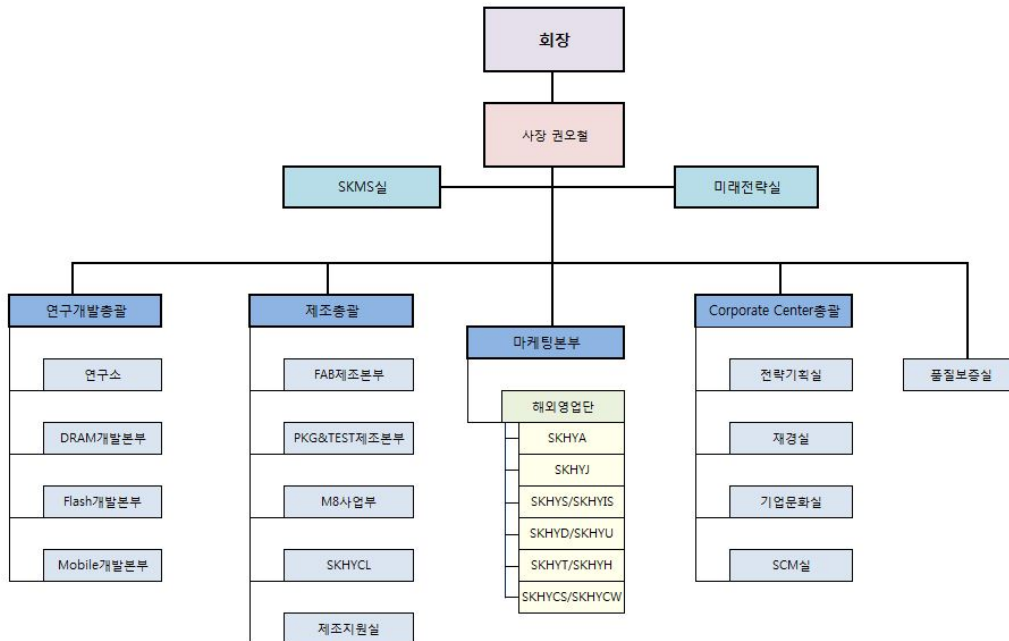 회장
사장 권오철
SKMS실
미래전략실
연구개발총괄
연구소
DRAM개발본부
Flash개발본부
Mobile개발본부
제조총괄
FAB제조본부
PKG&TEST제조본부
M8사업부
SKHYCL
제조지원실
마케팅본부
해외영업단
SKHYA
SKHYJ
SKHYS/SKHYIS
SKHYD/SKHYU
SKHYT/SKHYH
SKHYCS/SKHYCW
Corporate Center총괄
전략기획실
재경실
기업문화실
SCM실
품질보증실